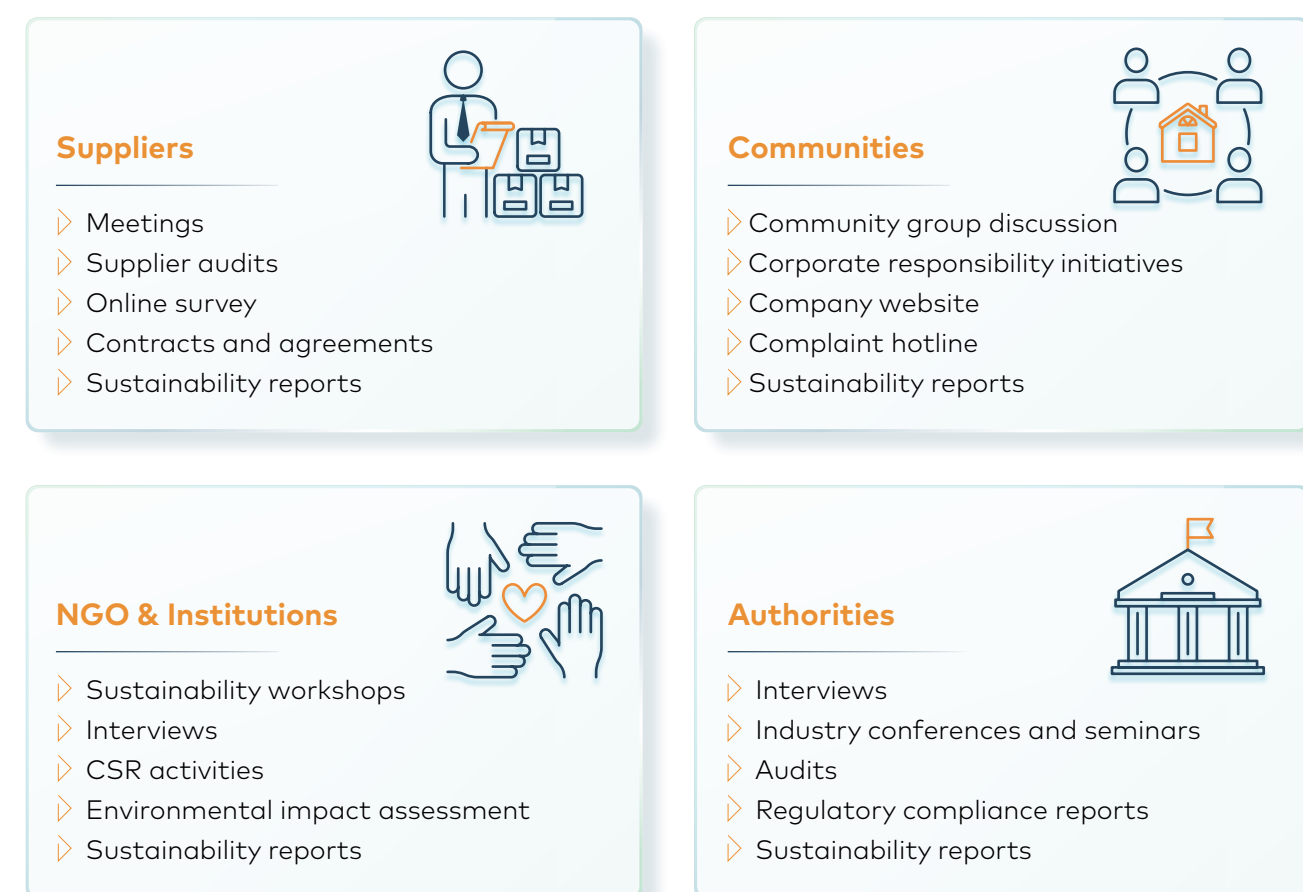 Suppliers
Meetings
Supplier audits
Online survey
Contracts and agreements
Sustainability reports
Communities
Community group discussion
Corporate responsibility initiatives
Company website
Complaint hotline
Sustainability reports
NGO & Institutions
Sustainability workshops
Interviews
CSR activities
Environmental impact assessment
Sustainability reports
Authorities
Interviews
Industry conferences and seminars
Audits
Regulatory compliance reports
Sustainability reports